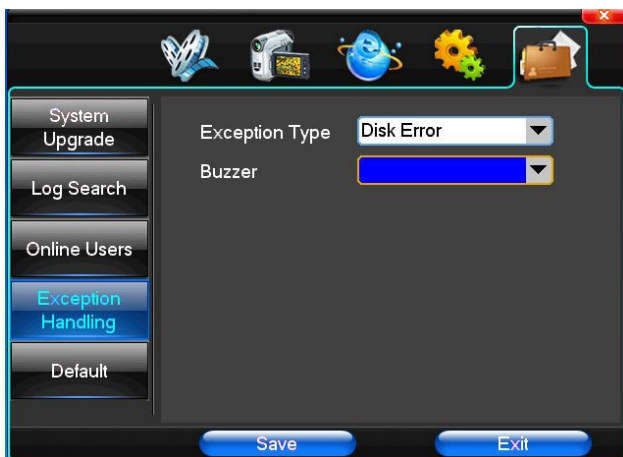 System
Upgrade
Log Search
Online Users
Exception
Handling
Default
Exception Type
Disk Error
Buzzer
Save
Exit